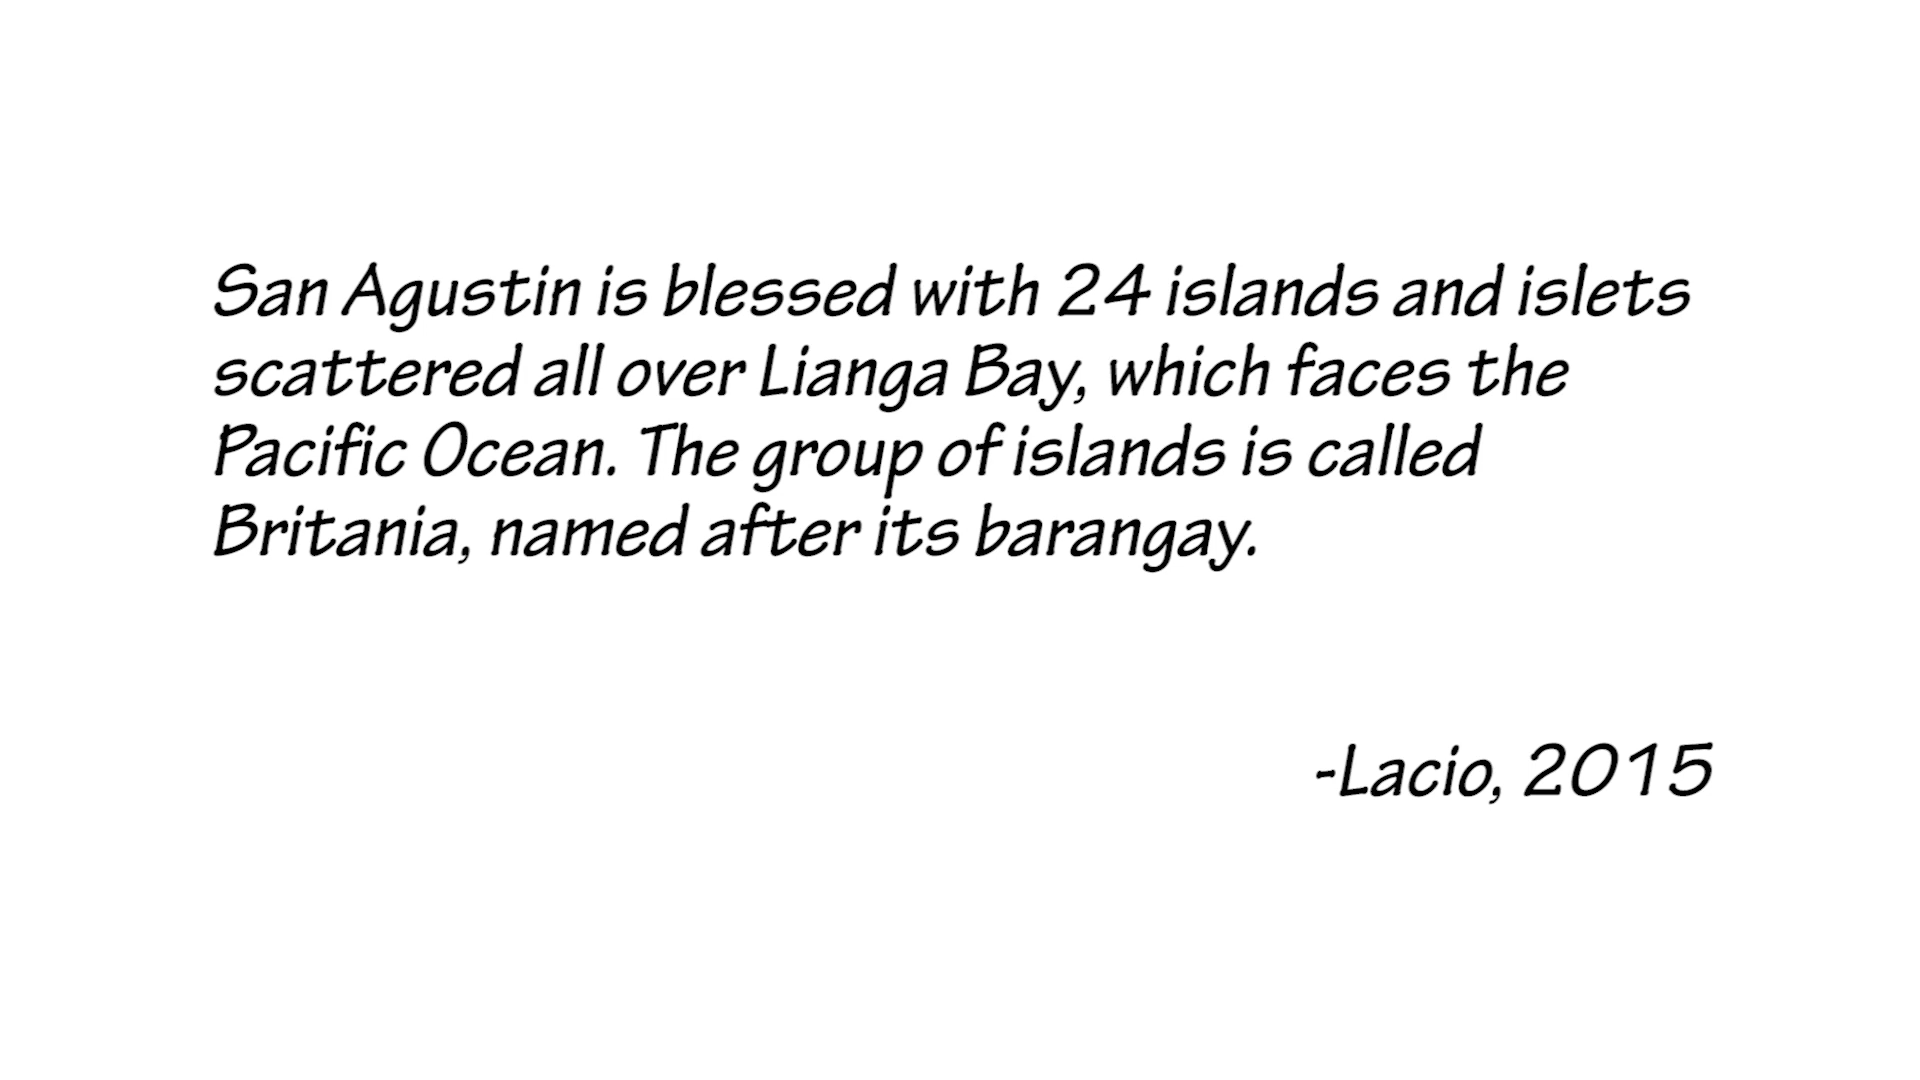 San Agustin is blessed with 24 islands and islets
scattered all over Lianga Bay, which faces the
Pacific Ocean. The group of islands is called
Britania, named after its barangay.
-Lacio, 2015